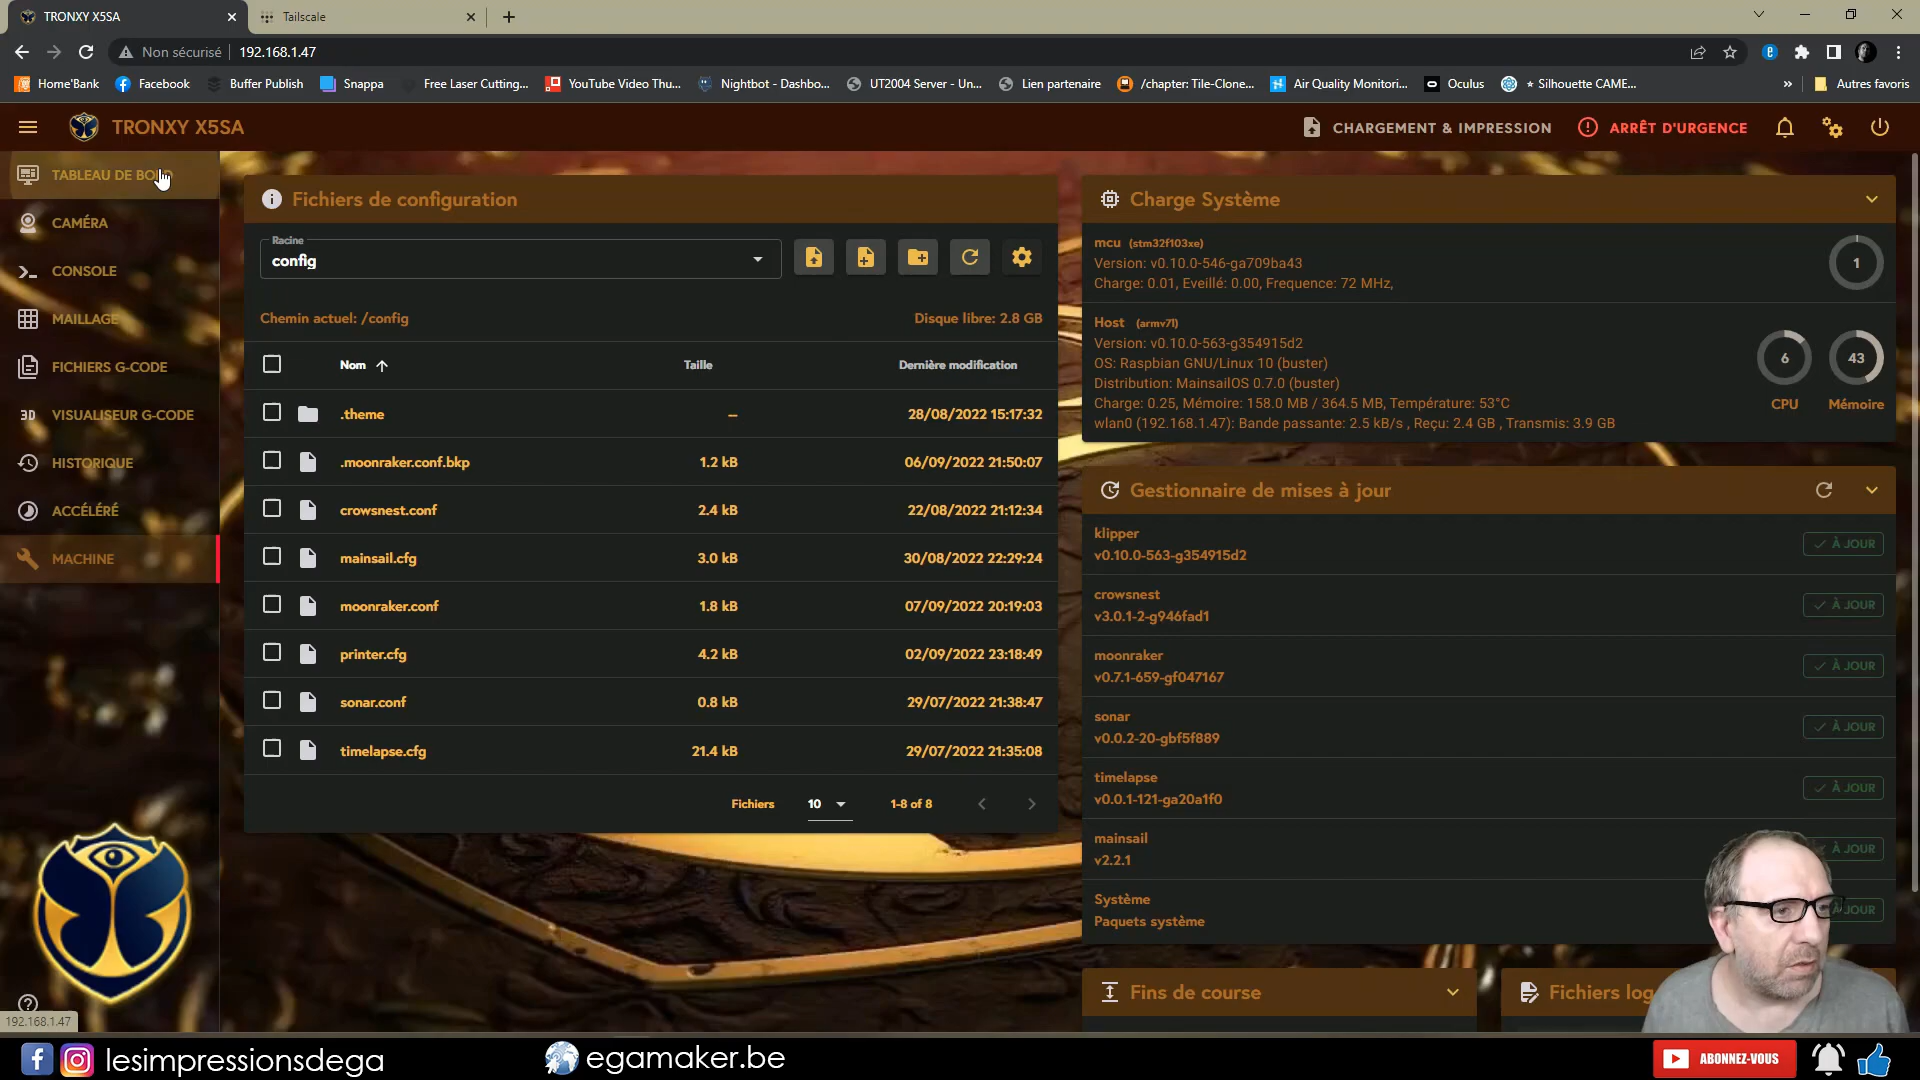 TRONXY X5SA
Tailscale
Non sécurisé
192.168.1.47
Home'Bank
Facebook
Buffer Publish
Snappa
Free Laser Cutting...
YouTube Video Thu...
Nightbot - Dashbo...
UT2004 Server - Un...
Lien partenaire
/chapter: Tile-Clone...
Air Quality Monitori...
Oculus
⋆ Silhouette CAME...
»
Autres favoris
TRONXY X5SA
CHARGEMENT & IMPRESSION
ARRÊT D'URGENCE
TABLEAU DE BO
CAMÉRA
CONSOLE
MAILLAGE
FICHIERS G-CODE
3D VISUALISEUR G-CODE
HISTORIQUE
ACCÉLÉRÉ
MACHINE
192.168.1.47
Fichiers de configuration
Racine
config
Chemin actuel: /config
Disque libre: 2.8 GB
Nom
Taille
Dernière modification
.theme
–
28/08/2022 15:17:32
.moonraker.conf.bkp
1.2 kB
06/09/2022 21:50:07
crowsnest.conf
2.4 kB
22/08/2022 21:12:34
mainsail.cfg
3.0 kB
30/08/2022 22:29:24
moonraker.conf
1.8 kB
07/09/2022 20:19:03
printer.cfg
4.2 kB
02/09/2022 23:18:49
sonar.conf
0.8 kB
29/07/2022 21:38:47
timelapse.cfg
21.4 kB
29/07/2022 21:35:08
Fichiers
10
1-8 of 8
Charge Système
mcu (stm32f103xe)
Version: v0.10.0-546-ga709ba43
Charge: 0.01, Eveillé: 0.00, Frequence: 72 MHz,
1
Host (armv7l)
Version: v0.10.0-563-g354915d2
OS: Raspbian GNU/Linux 10 (buster)
Distribution: MainsailOS 0.7.0 (buster)
Charge: 0.25, Mémoire: 158.0 MB / 364.5 MB, Température: 53°C
wlan0 (192.168.1.47): Bande passante: 2.5 kB/s , Reçu: 2.4 GB , Transmis: 3.9 GB
6
CPU
43
Mémoire
Gestionnaire de mises à jour
klipper
v0.10.0-563-g354915d2
À JOUR
crowsnest
v3.0.1-2-g946fad1
À JOUR
moonraker
v0.7.1-659-gf047167
À JOUR
sonar
v0.0.2-20-gbf5f889
À JOUR
timelapse
v0.0.1-121-ga20a1f0
À JOUR
mainsail
v2.2.1
À JOUR
Système
Paquets système
JOUR
Fins de course
Fichiers log
lesimpressionsdega
egamaker.be
ABONNEZ-VOUS